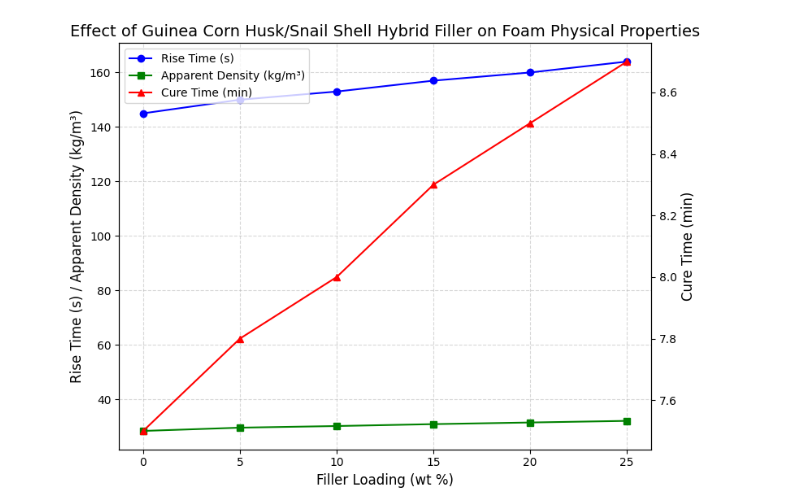 Effect of Guinea Corn Husk/Snail Shell Hybrid Filler on Foam Physical Properties
Rise Time (s)
Apparent Density (kg/m³)
Cure Time (min)
Rise Time (s) / Apparent Density (kg/m³)
160
140
120
100
80
60
40
8.6
8.4
8.2
8.0
7.8
7.6
Cure Time (min)
0 5 10 15 20 25
Filler Loading (wt %)